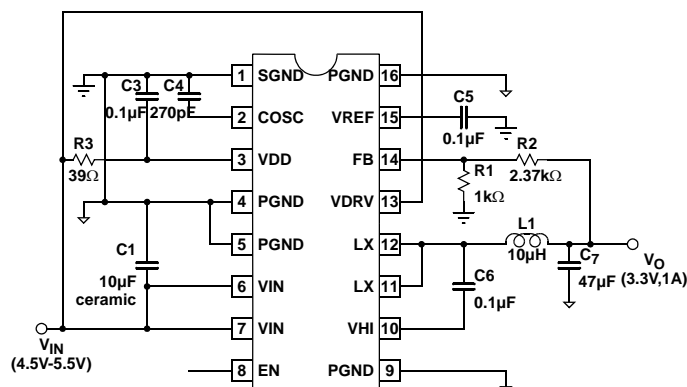 C3
0.1µF
C4
270pF
R3
39Ω
C1
10µF
ceramic
VIN
(4.5V-5.5V)
1 SGND
2 COSC
3 VDD
4 PGND
5 PGND
6 VIN
7 VIN
8 EN
PGND 16
VREF 15
FB 14
VDRV 13
LX 12
LX 11
VHI 10
PGND 9
C5
0.1µF
R2
2.37kΩ
R1
1kΩ
L1
10µH
C6
0.1µF
C7
47µF
VO
(3.3V,1A)